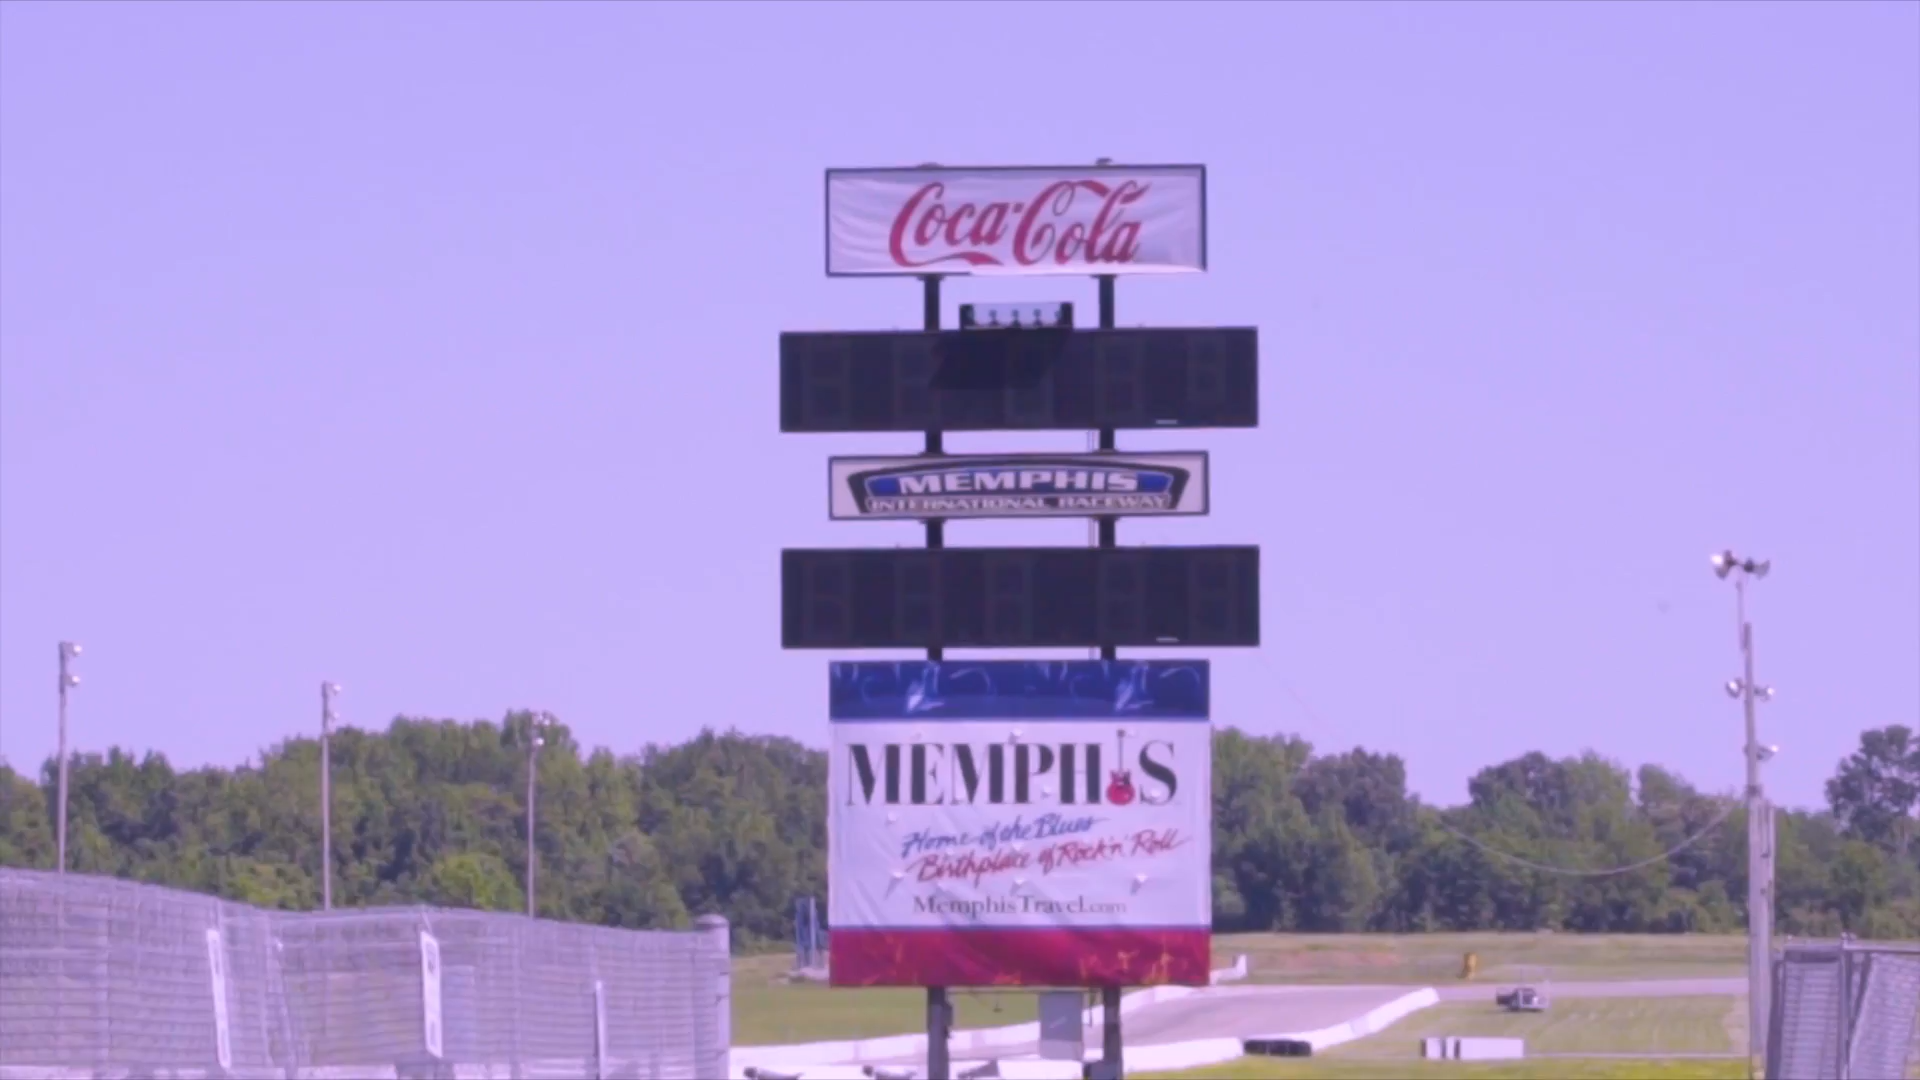 Coca-Cola
MEMPHIS
INTERNATIONAL RACEWAY
MEMPHIS
Home of the Blues
Birthplace of Rock 'n' Roll
MemphisTravel.com